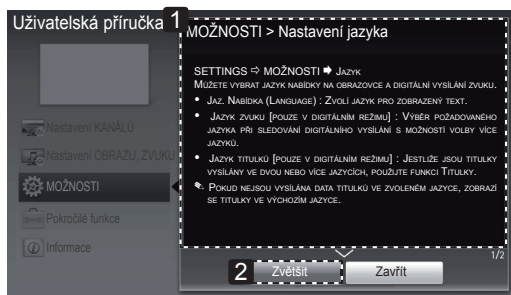 Uživatelská příručka
1
MOŽNOSTI > Nastavení jazyka
SETTINGS ⇨ MOŽNOSTI ➡ Jazyk
Můžete vybrat jazyk nabídky na obrazovce a digitální vysílání zvuku.
• Jaz. Nabídka (Language) : Zvolí jazyk pro zobrazený text.
• Jazyk zvuku [pouze v digitálním režimu] : Výběr požadovaného
jazyka při sledování digitálního vysílání s možností volby více
jazyků.
• Jazyk titulků [pouze v digitálním režimu] : Jestliže jsou titulky
vysílány ve dvou nebo více jazycích, použijte funkci Titulky.
Pokud nejsou vysílána data titulků ve zvoleném jazyce, zobrazí
se titulky ve výchozím jazyce.
Nastavení KANÁLŮ
Nastavení OBRAZU, ZVUKU
MOŽNOSTI
Pokročilé funkce
Informace
1/2
2
Zvětšit
Zavřít